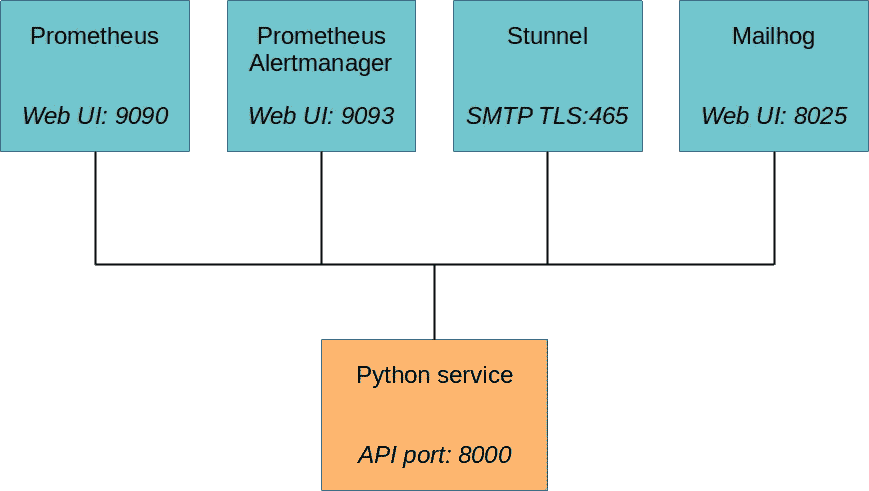 Prometheus
Web UI: 9090
Prometheus
Alertmanager
Web UI: 9093
Stunnel
SMTP TLS:465
Mailhog
Web UI: 8025
Python service
API port: 8000